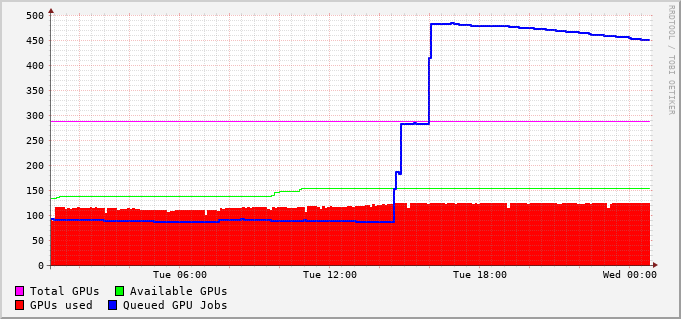 500
450
400
350
300
250
200
150
100
50
0
Tue 06:00 Tue 12:00 Tue 18:00 Wed 00:00
Total GPUs Available GPUs
GPUs used Queued GPU Jobs
RRDTOOL / TOBI OETIKER